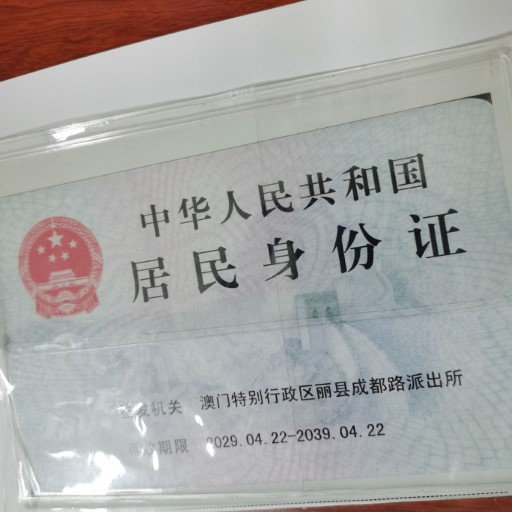 中华人民共和国
居民身份证
签发机关 澳门特别行政区丽县成都路派出所
有效期限 2029.04.22-2039.04.22